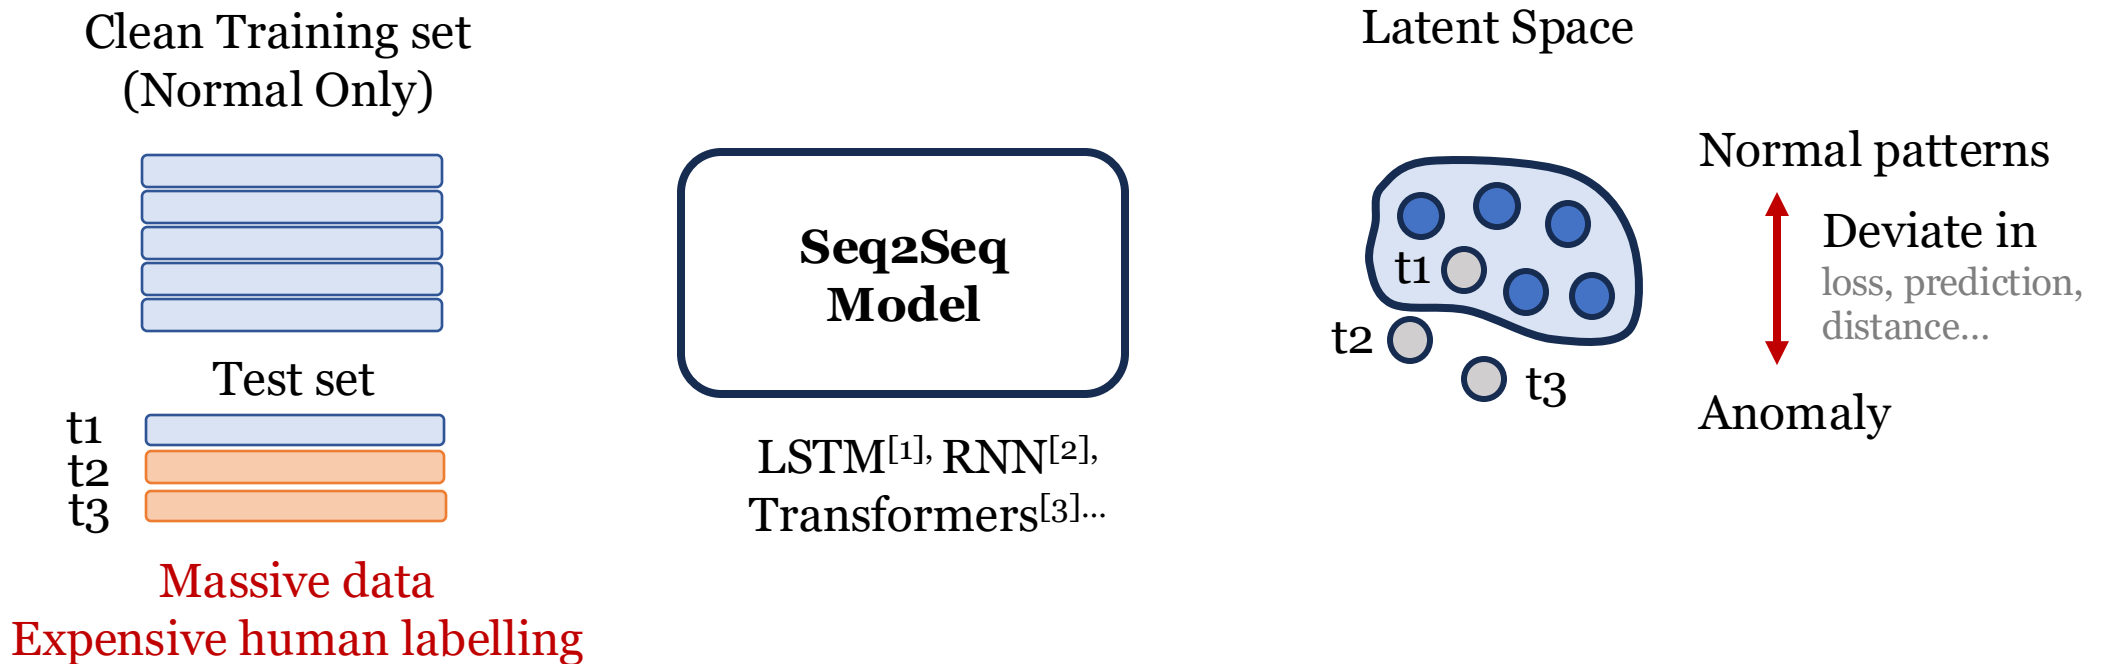 Clean Training set
(Normal Only)
Test set
t1
t2
t3
Massive data
Expensive human labelling
Seq2Seq
Model
LSTM[1], RNN[2],
Transformers[3]...
Latent Space
t1
t2
t3
Normal patterns
Deviate in
loss, prediction,
distance...
Anomaly